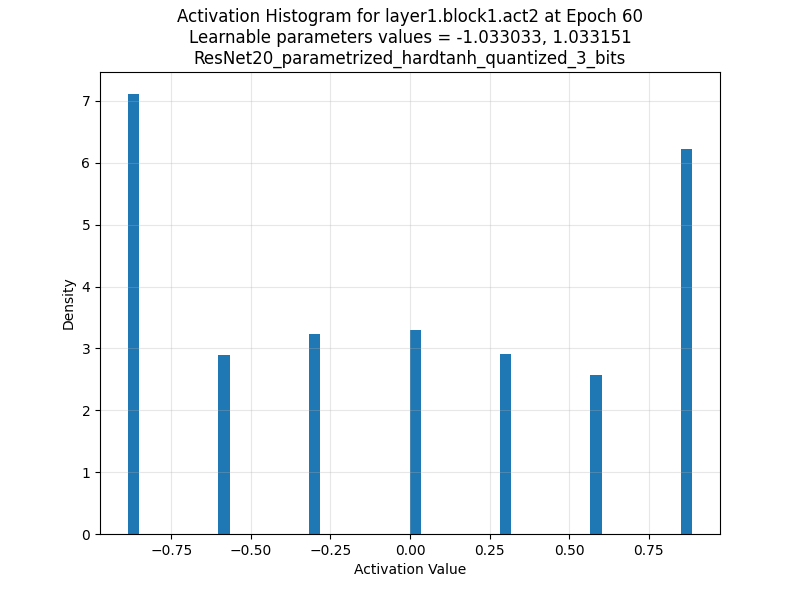 Activation Histogram for layer1.block1.act2 at Epoch 60
Learnable parameters values = -1.033033, 1.033151
ResNet20_parametrized_hardtanh_quantized_3_bits
7
6
5
4
3
2
1
0
Density
−0.75 −0.50 −0.25 0.00 0.25 0.50 0.75
Activation Value